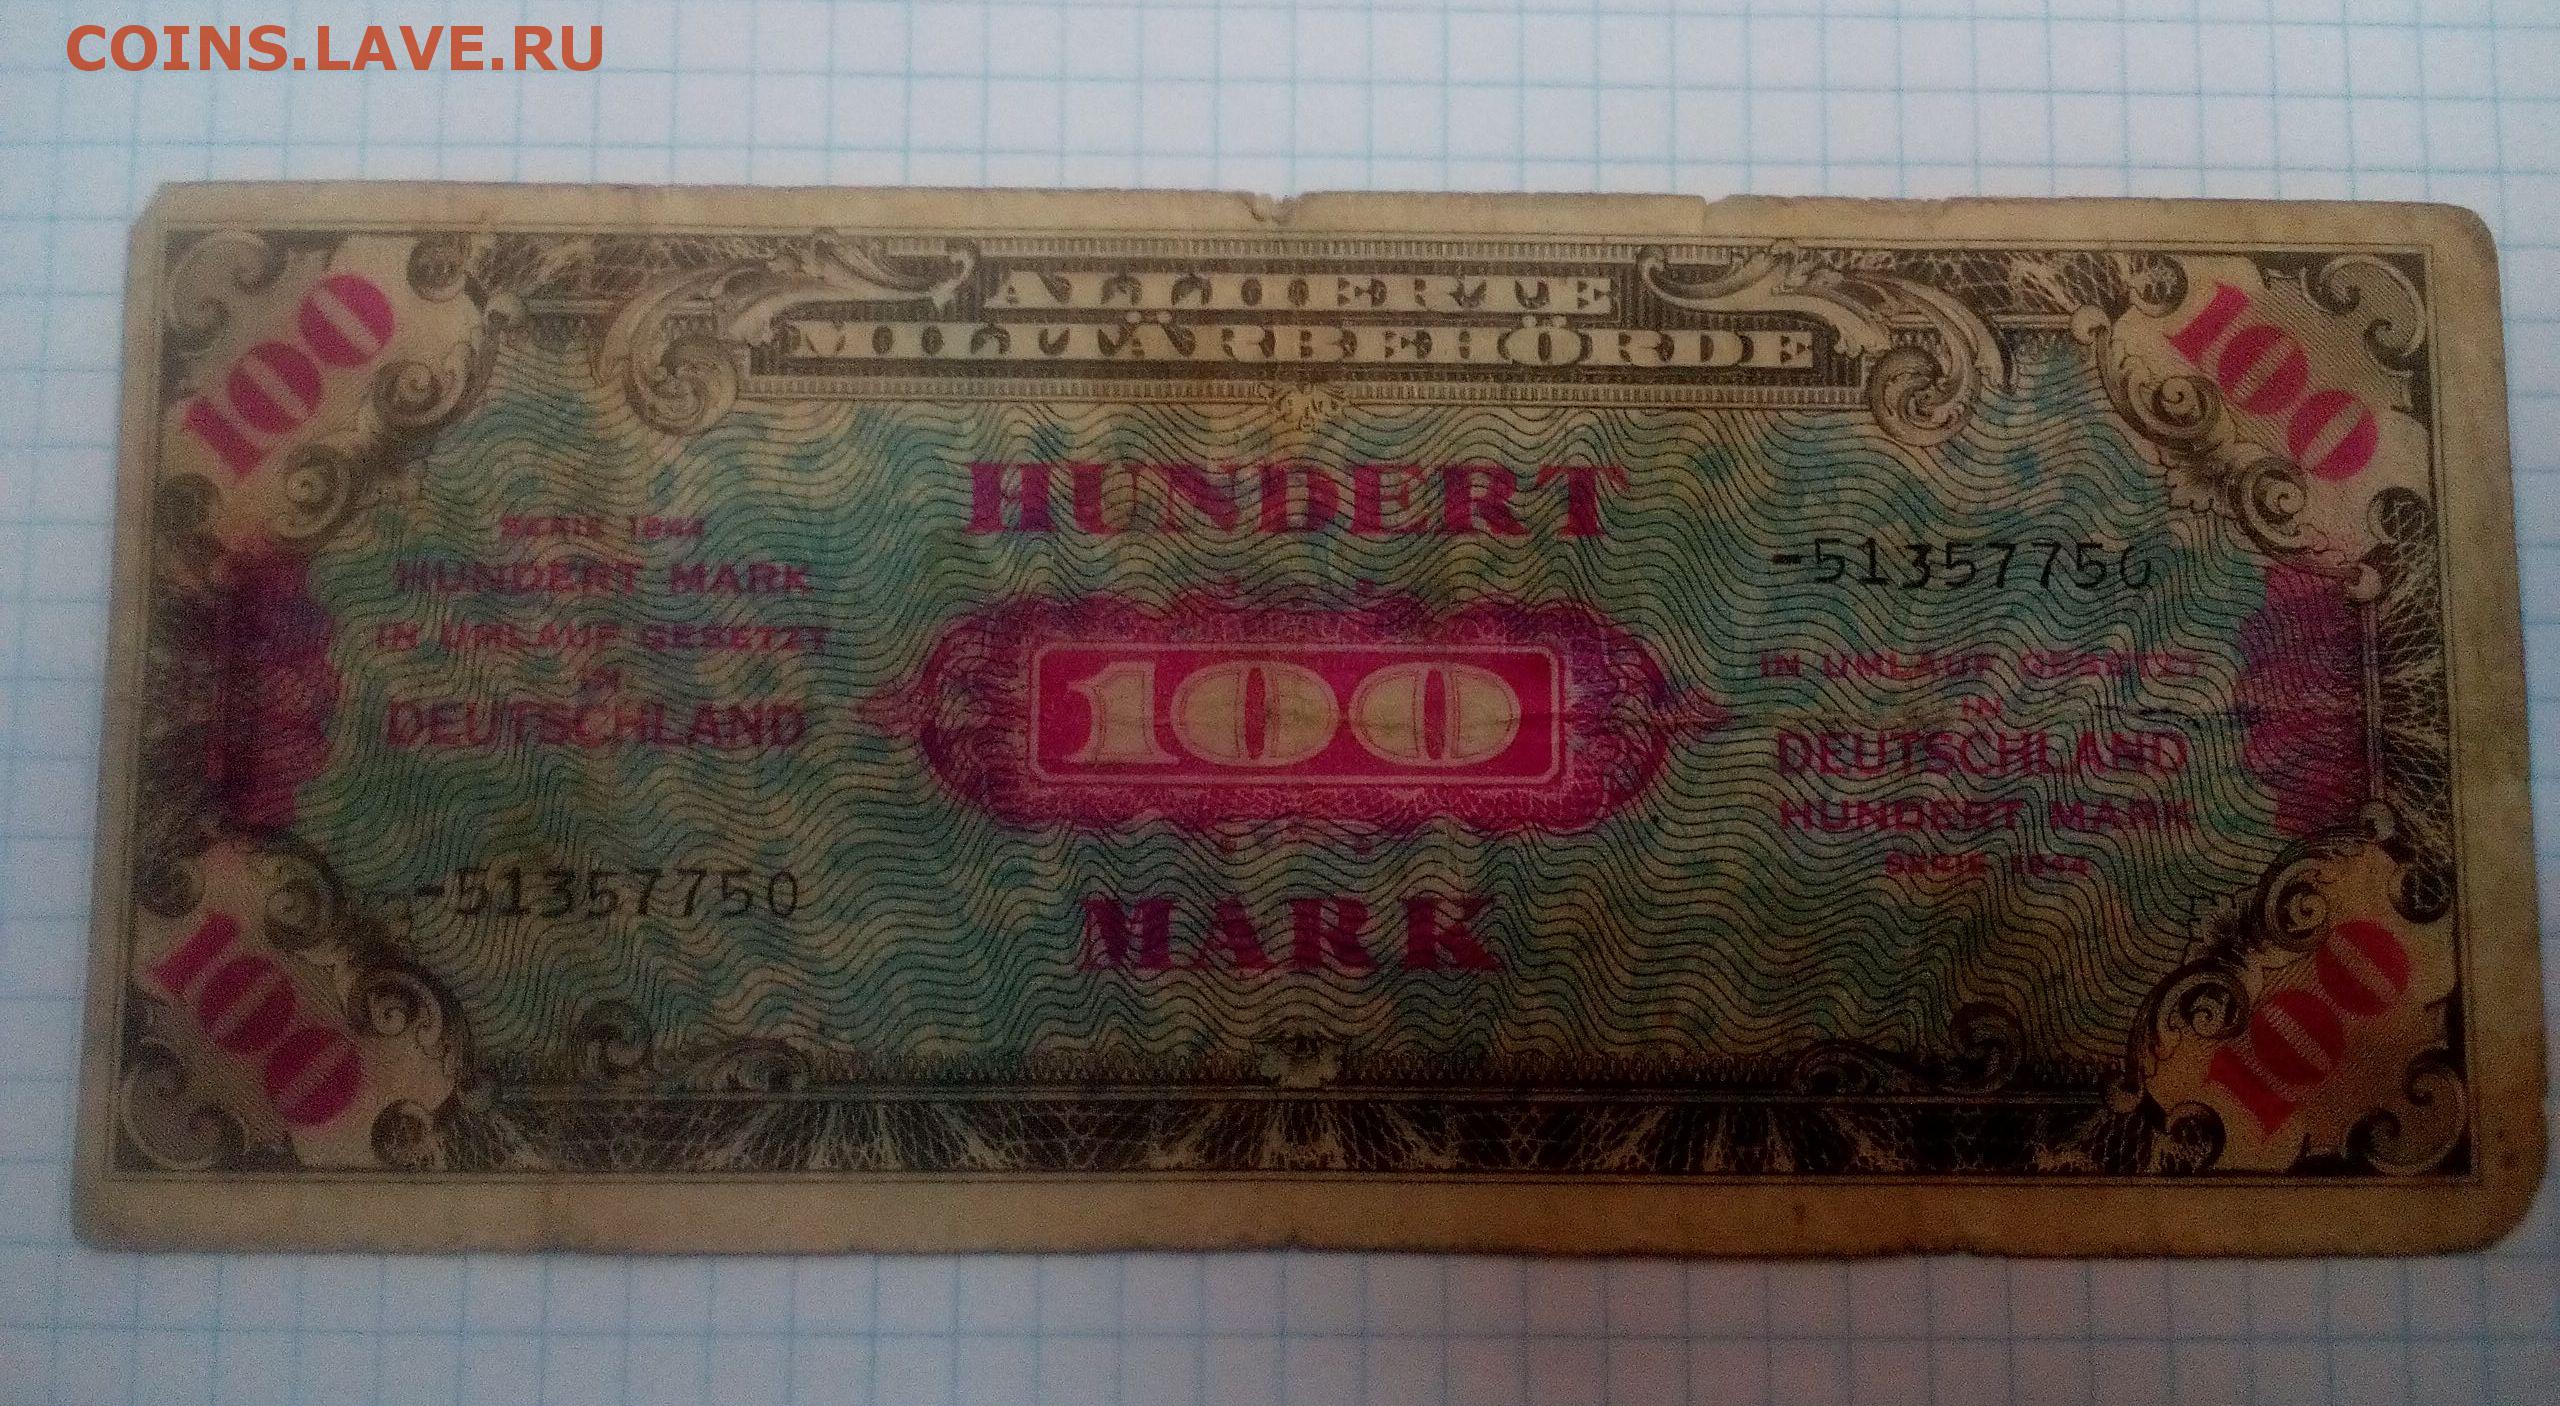 COINS.LAVE.RU
100
ALLIIERTE
MILITÄRBEHÖRDE
100
HUNDERT
SERIE 1944
HUNDERT MARK
IN UMLAUF GESETZT
IN
DEUTSCHLAND
-51357750
100
IN UMLAUF GESETZT
IN
DEUTSCHLAND
HUNDERT MARK
SERIE 1944
-51357750
MARK
100
100